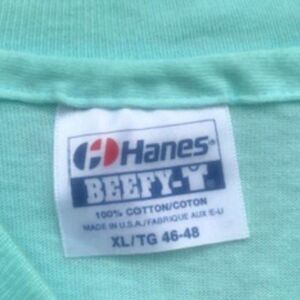 Hanes®
BEEFY-T®
100% COTTON/COTON
MADE IN U.S.A./FABRIQUE AUX E-U
XL/TG 46-48